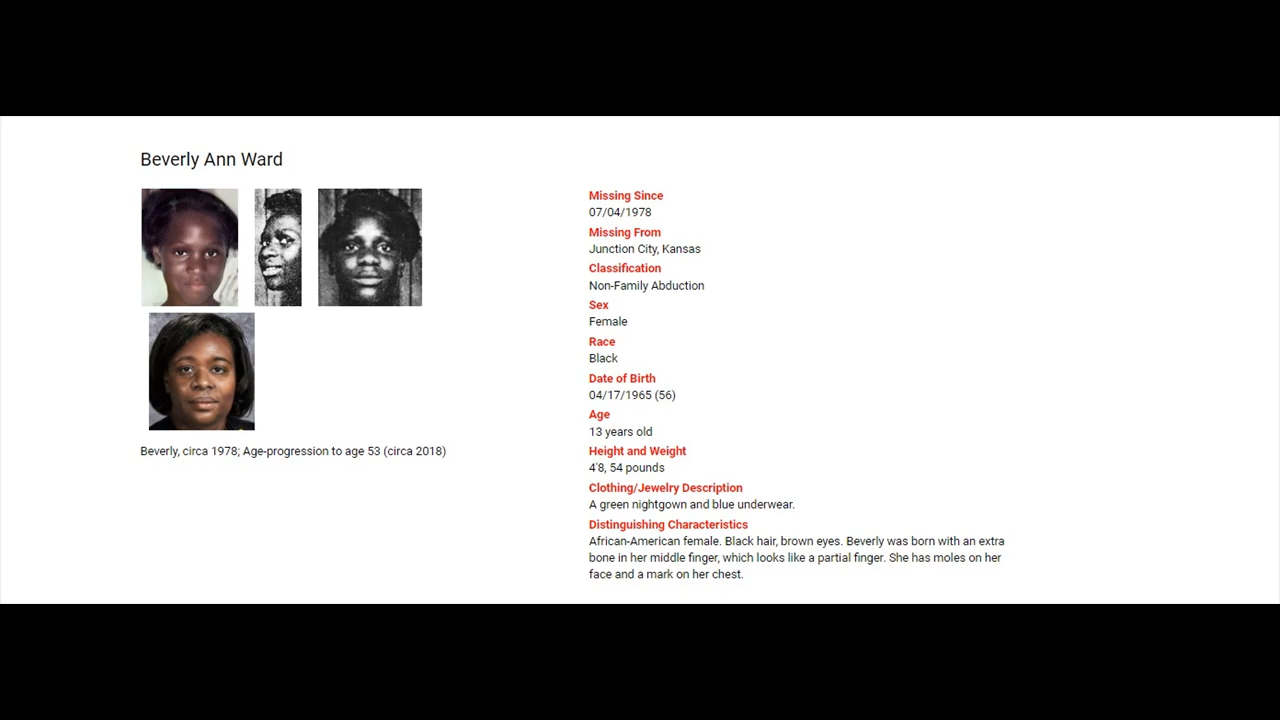 Beverly Ann Ward
Beverly, circa 1978; Age-progression to age 53 (circa 2018)
Missing Since
07/04/1978
Missing From
Junction City, Kansas
Classification
Non-Family Abduction
Sex
Female
Race
Black
Date of Birth
04/17/1965 (56)
Age
13 years old
Height and Weight
4'8, 54 pounds
Clothing/Jewelry Description
A green nightgown and blue underwear.
Distinguishing Characteristics
African-American female. Black hair, brown eyes. Beverly was born with an extra
bone in her middle finger, which looks like a partial finger. She has moles on her
face and a mark on her chest.